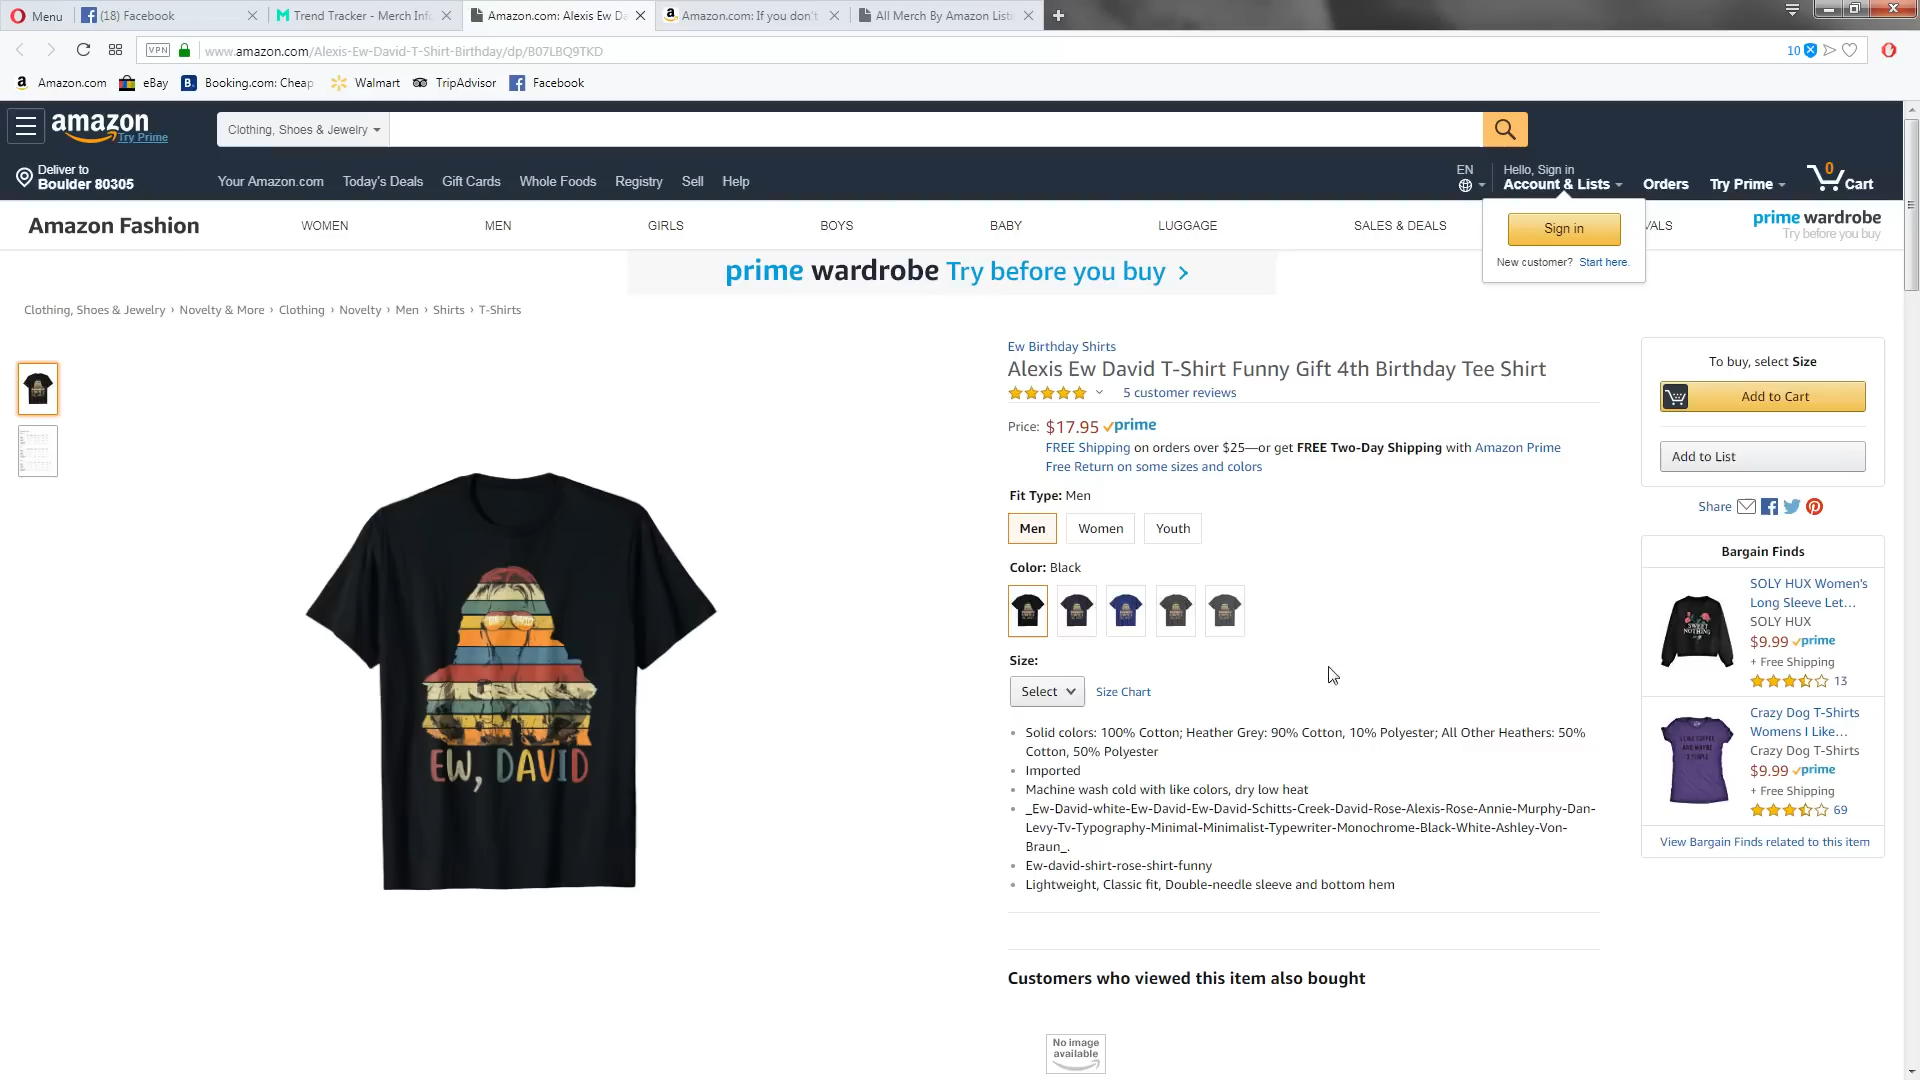 Menu
(18) Facebook
Trend Tracker - Merch Info
Amazon.com: Alexis Ew Da
Amazon.com: If you don't
All Merch By Amazon List
VPN
www.amazon.com/Alexis-Ew-David-T-Shirt-Birthday/dp/B07LBQ9TKD
10
Amazon.com
eBay
Booking.com: Cheap
Walmart
TripAdvisor
Facebook
amazon
Try Prime
Clothing, Shoes & Jewelry
Deliver to
Boulder 80305
Your Amazon.com
Today's Deals
Gift Cards
Whole Foods
Registry
Sell
Help
EN
Hello, Sign in
Account & Lists
Orders
Try Prime
0
Cart
Amazon Fashion
WOMEN
MEN
GIRLS
BOYS
BABY
LUGGAGE
SALES & DEALS
VALS
prime wardrobe
Try before you buy
Sign in
New customer? Start here.
prime wardrobe Try before you buy ›
Clothing, Shoes & Jewelry › Novelty & More › Clothing › Novelty › Men › Shirts › T-Shirts
Ew Birthday Shirts
Alexis Ew David T-Shirt Funny Gift 4th Birthday Tee Shirt
5 customer reviews
Price: $17.95 prime
FREE Shipping on orders over $25—or get FREE Two-Day Shipping with Amazon Prime
Free Return on some sizes and colors
Fit Type: Men
Men
Women
Youth
Color: Black
Size:
Select
Size Chart
Solid colors: 100% Cotton; Heather Grey: 90% Cotton, 10% Polyester; All Other Heathers: 50%
Cotton, 50% Polyester
Imported
Machine wash cold with like colors, dry low heat
_Ew-David-white-Ew-David-Ew-David-Schitts-Creek-David-Rose-Alexis-Rose-Annie-Murphy-Dan-
Levy-Tv-Typography-Minimal-Minimalist-Typewriter-Monochrome-Black-White-Ashley-Von-
Braun_.
Ew-david-shirt-rose-shirt-funny
Lightweight, Classic fit, Double-needle sleeve and bottom hem
Customers who viewed this item also bought
No image
available
EW, DAVID
To buy, select Size
Add to Cart
Add to List
Share
Bargain Finds
SOLY HUX Women's
Long Sleeve Let...
SOLY HUX
$9.99 prime
+ Free Shipping
13
SWEET
NOTHING
Crazy Dog T-Shirts
Womens I Like...
Crazy Dog T-Shirts
$9.99 prime
+ Free Shipping
69
View Bargain Finds related to this item